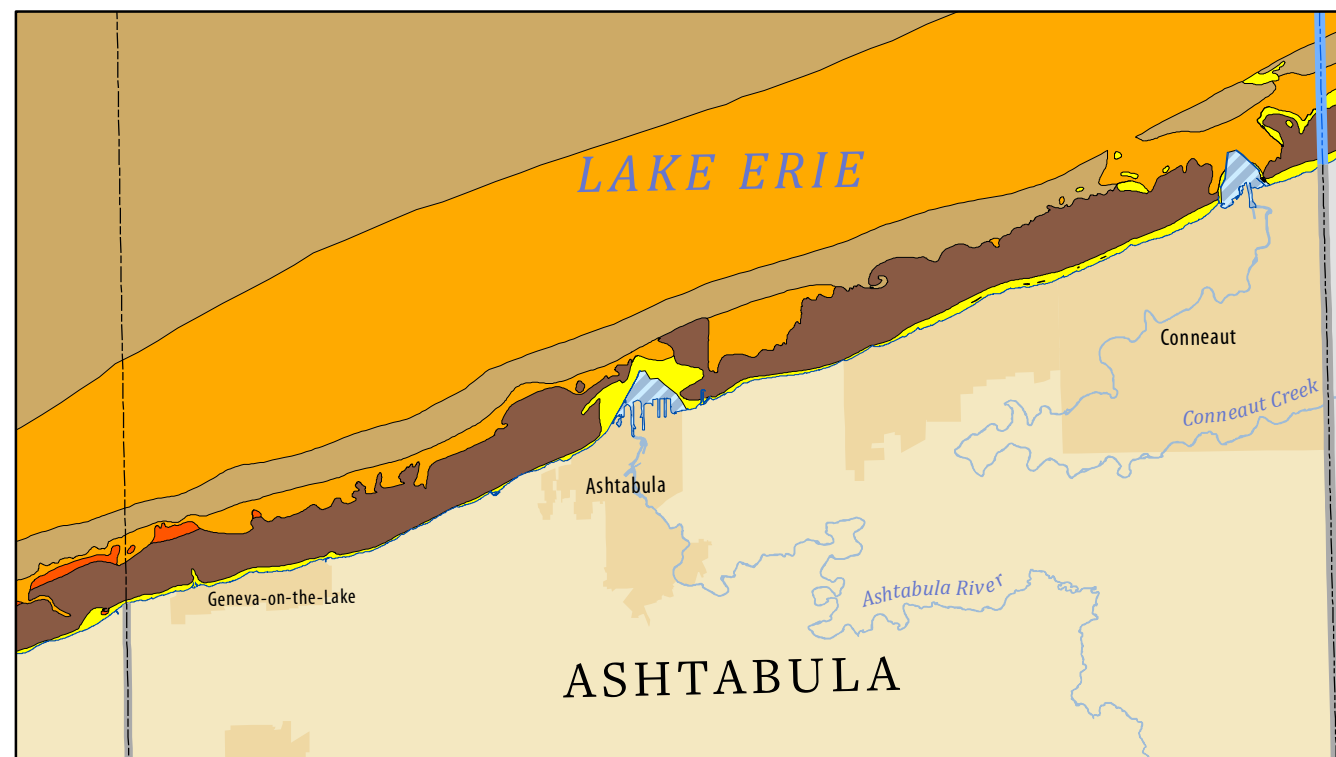 LAKE ERIE
Conneaut
Conneaut Creek
Ashtabula
Ashtabula River
Geneva-on-the-Lake
ASHTABULA